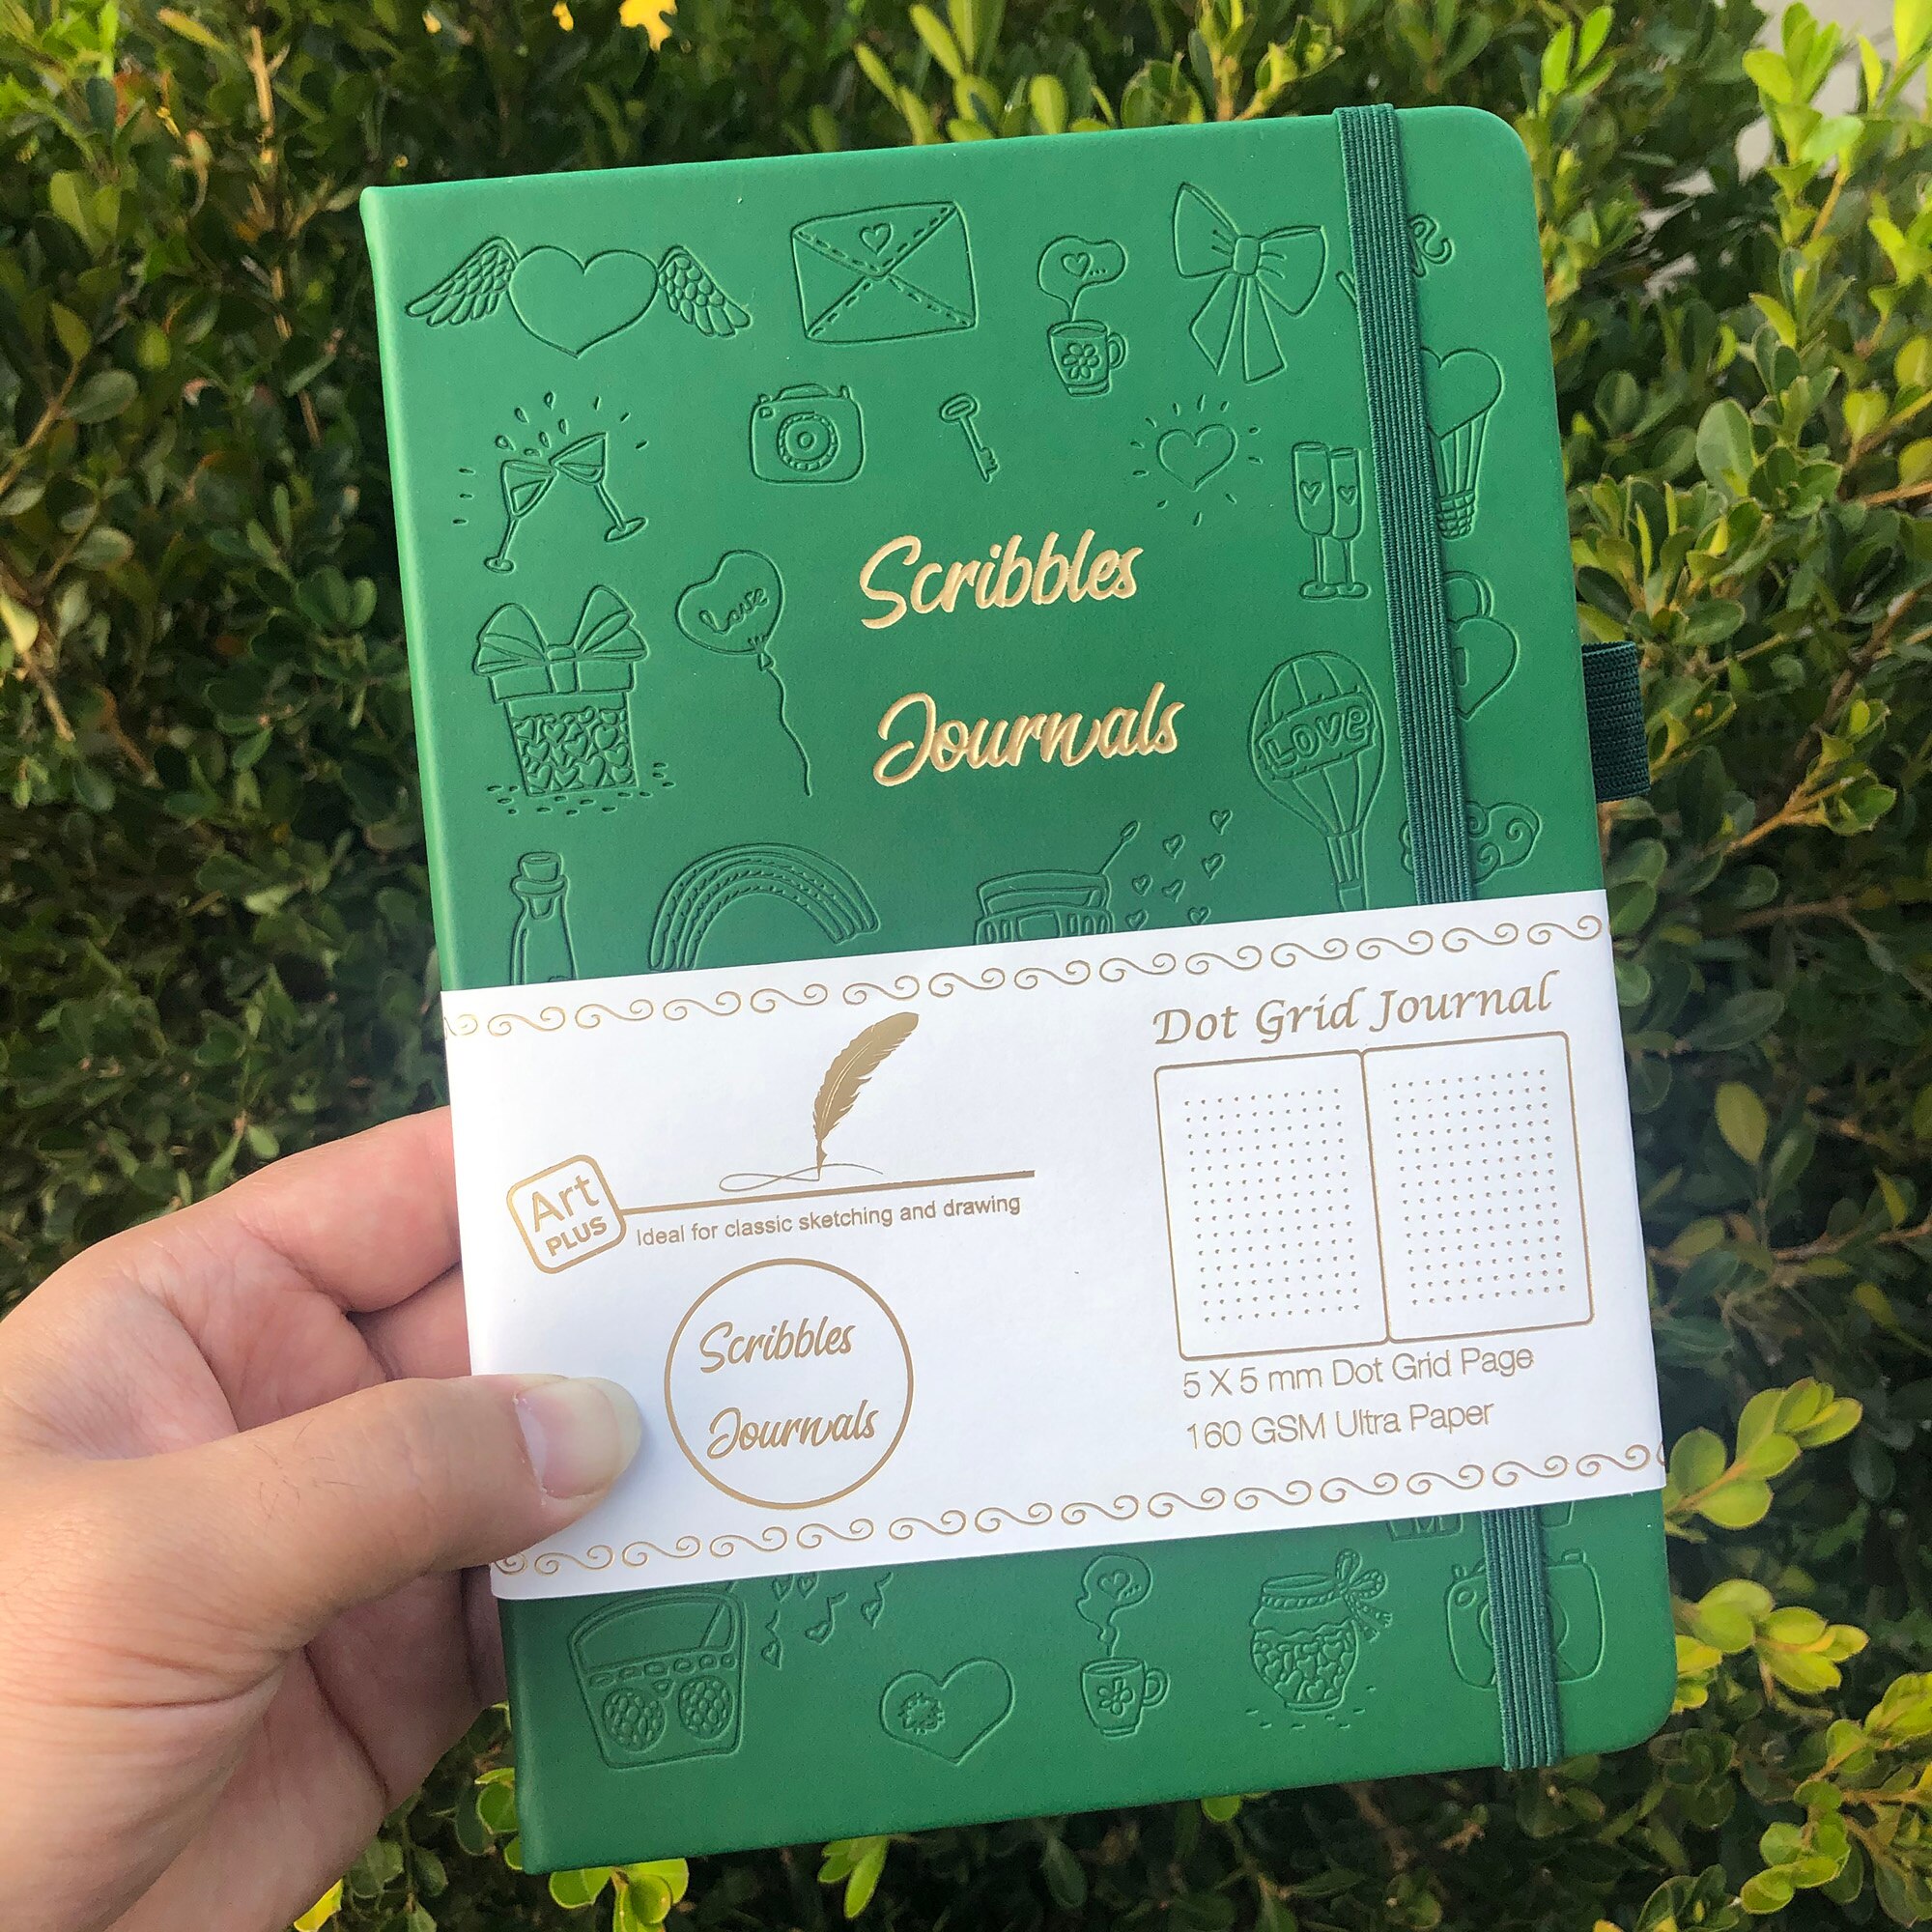 Scribbles
Journals
Love
LOVE
Dot Grid Journal
Art
PLUS
Ideal for classic sketching and drawing
Scribbles
Journals
5 X 5 mm Dot Grid Page
160 GSM Ultra Paper